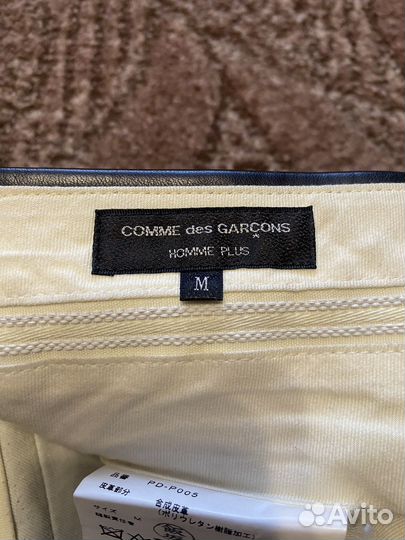 COMME des GARÇONS
HOMME PLUS
M
品番 PD-P005
皮革部分 合成皮革
(ポリウレタン樹脂加工)
サイズ M
Avito